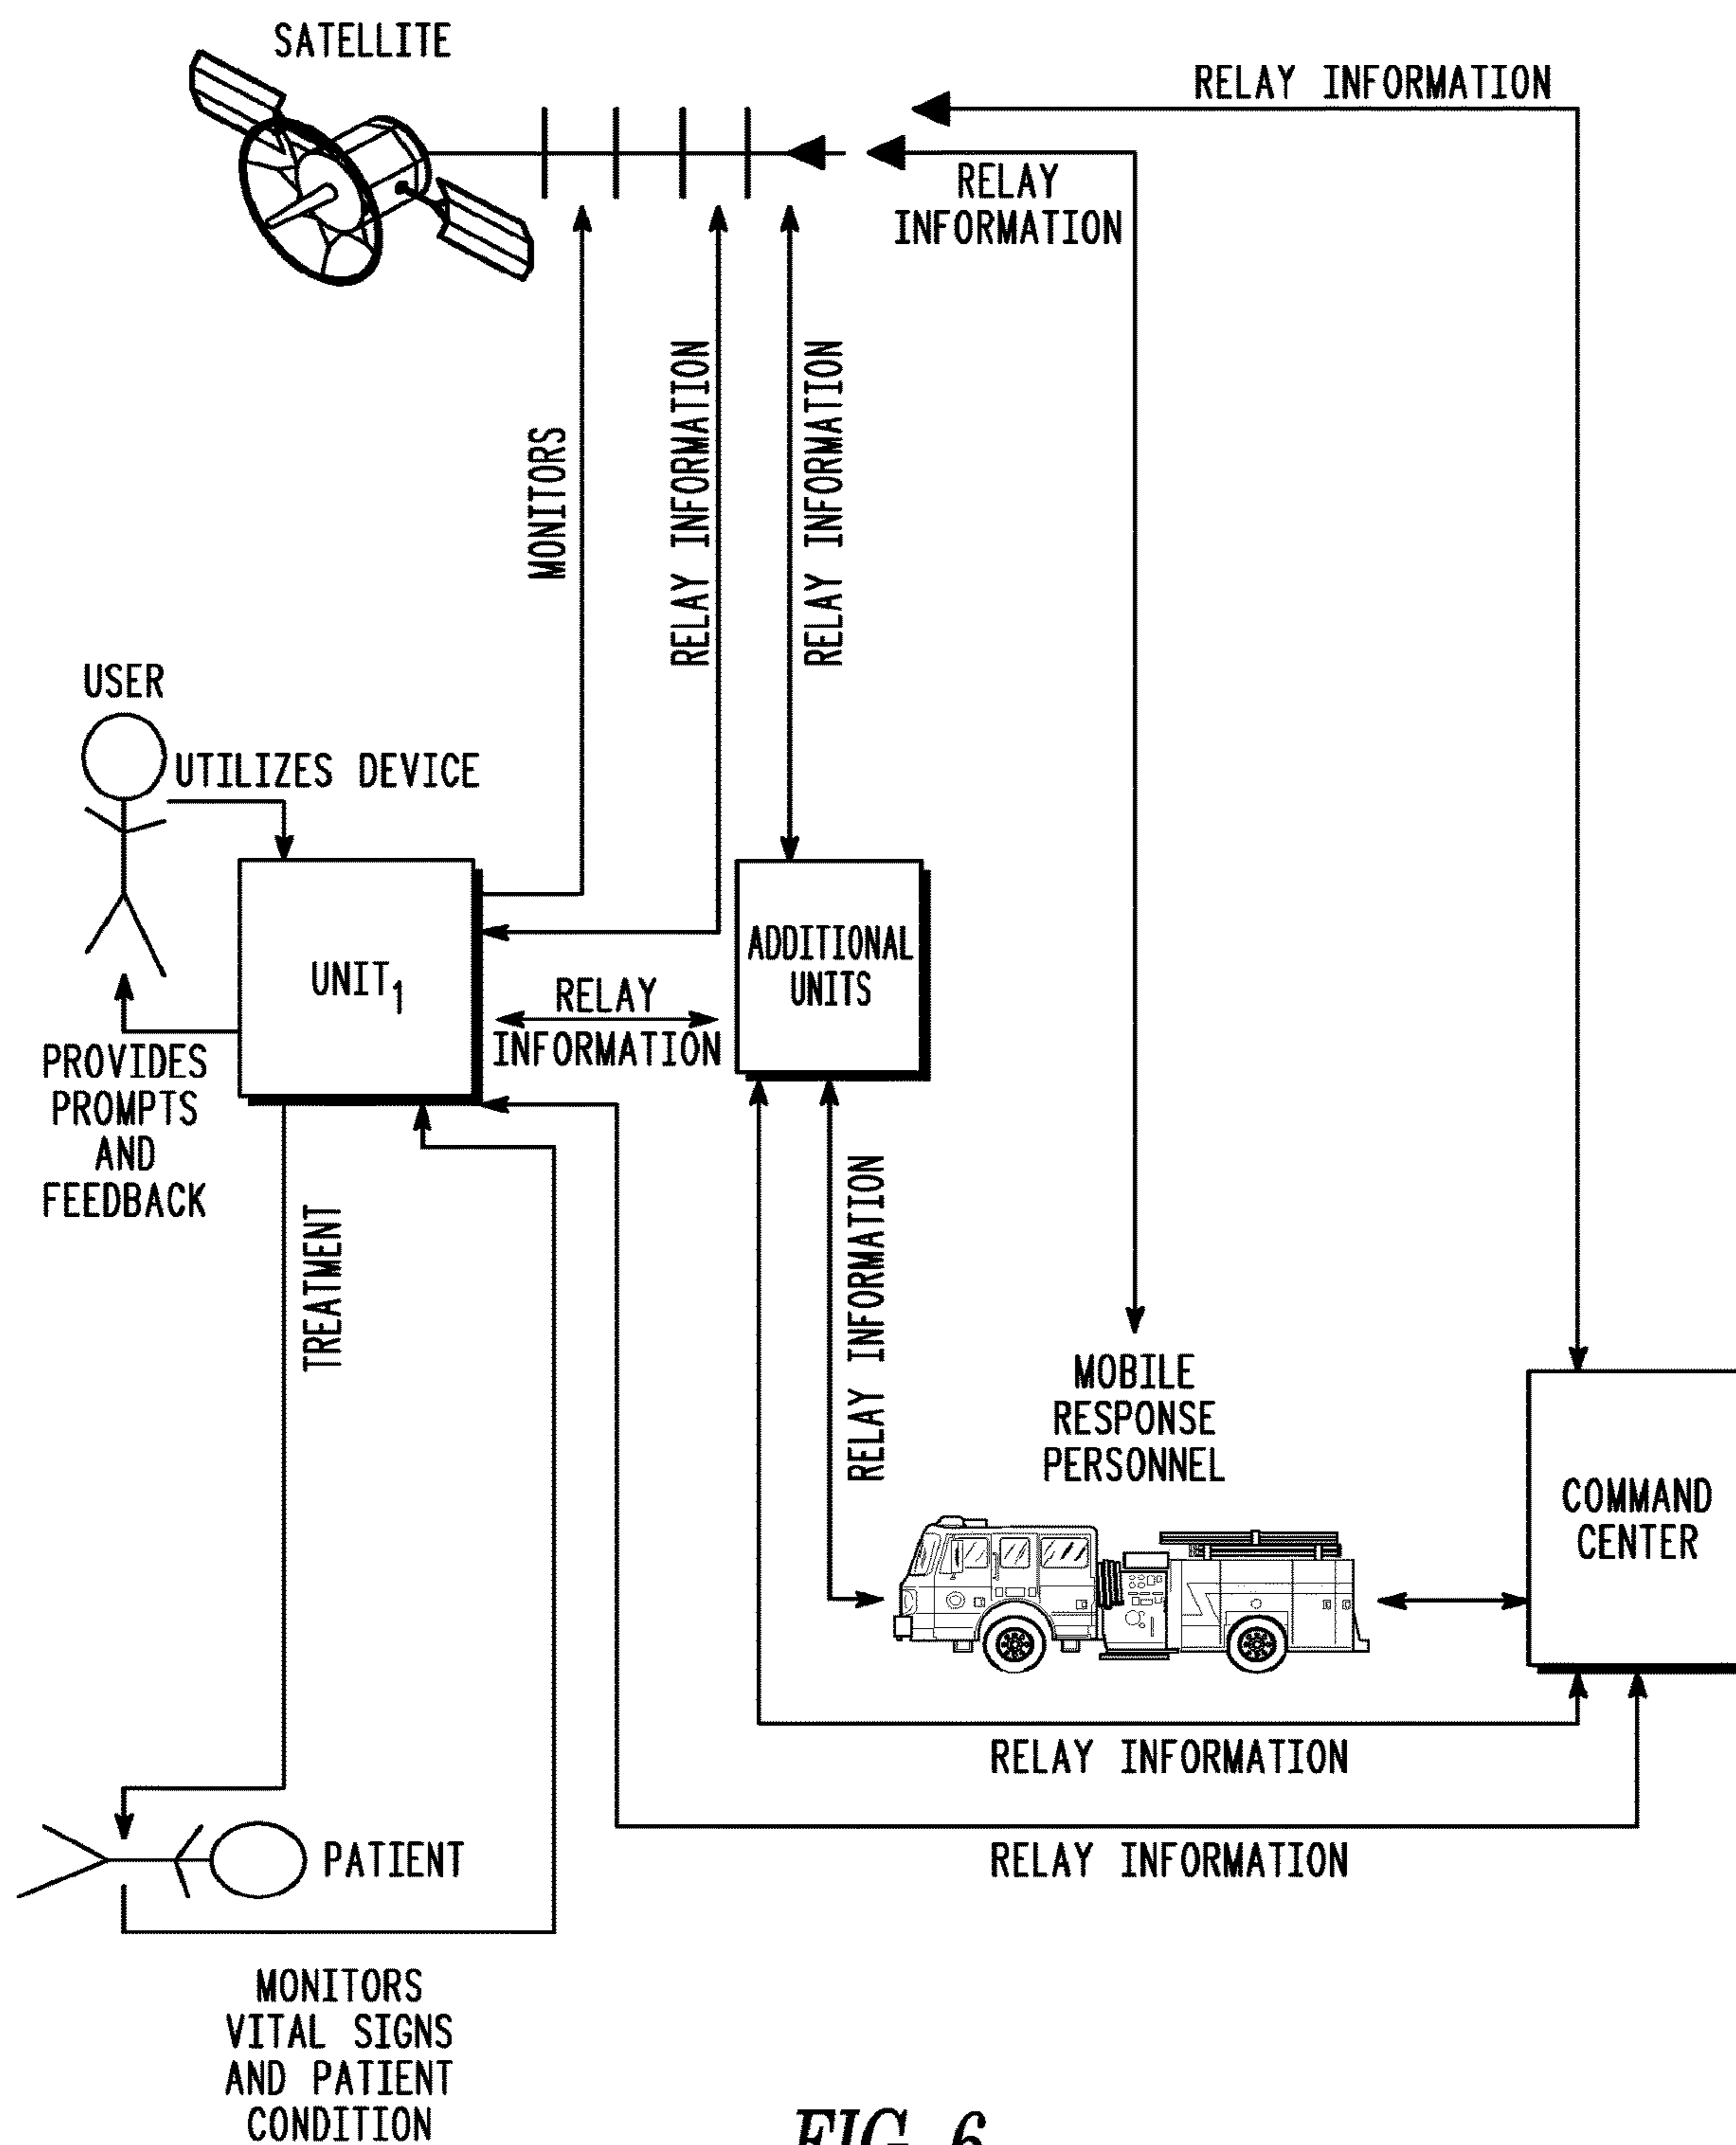 SATELLITE
RELAY INFORMATION
RELAY
INFORMATION
MONITORS
RELAY INFORMATION
RELAY INFORMATION
USER
UTILIZES DEVICE
UNIT1
RELAY
INFORMATION
ADDITIONAL
UNITS
PROVIDES
PROMPTS
AND
FEEDBACK
TREATMENT
RELAY INFORMATION
MOBILE
RESPONSE
PERSONNEL
COMMAND
CENTER
RELAY INFORMATION
RELAY INFORMATION
PATIENT
MONITORS
VITAL SIGNS
AND PATIENT
CONDITION
FIG. 6